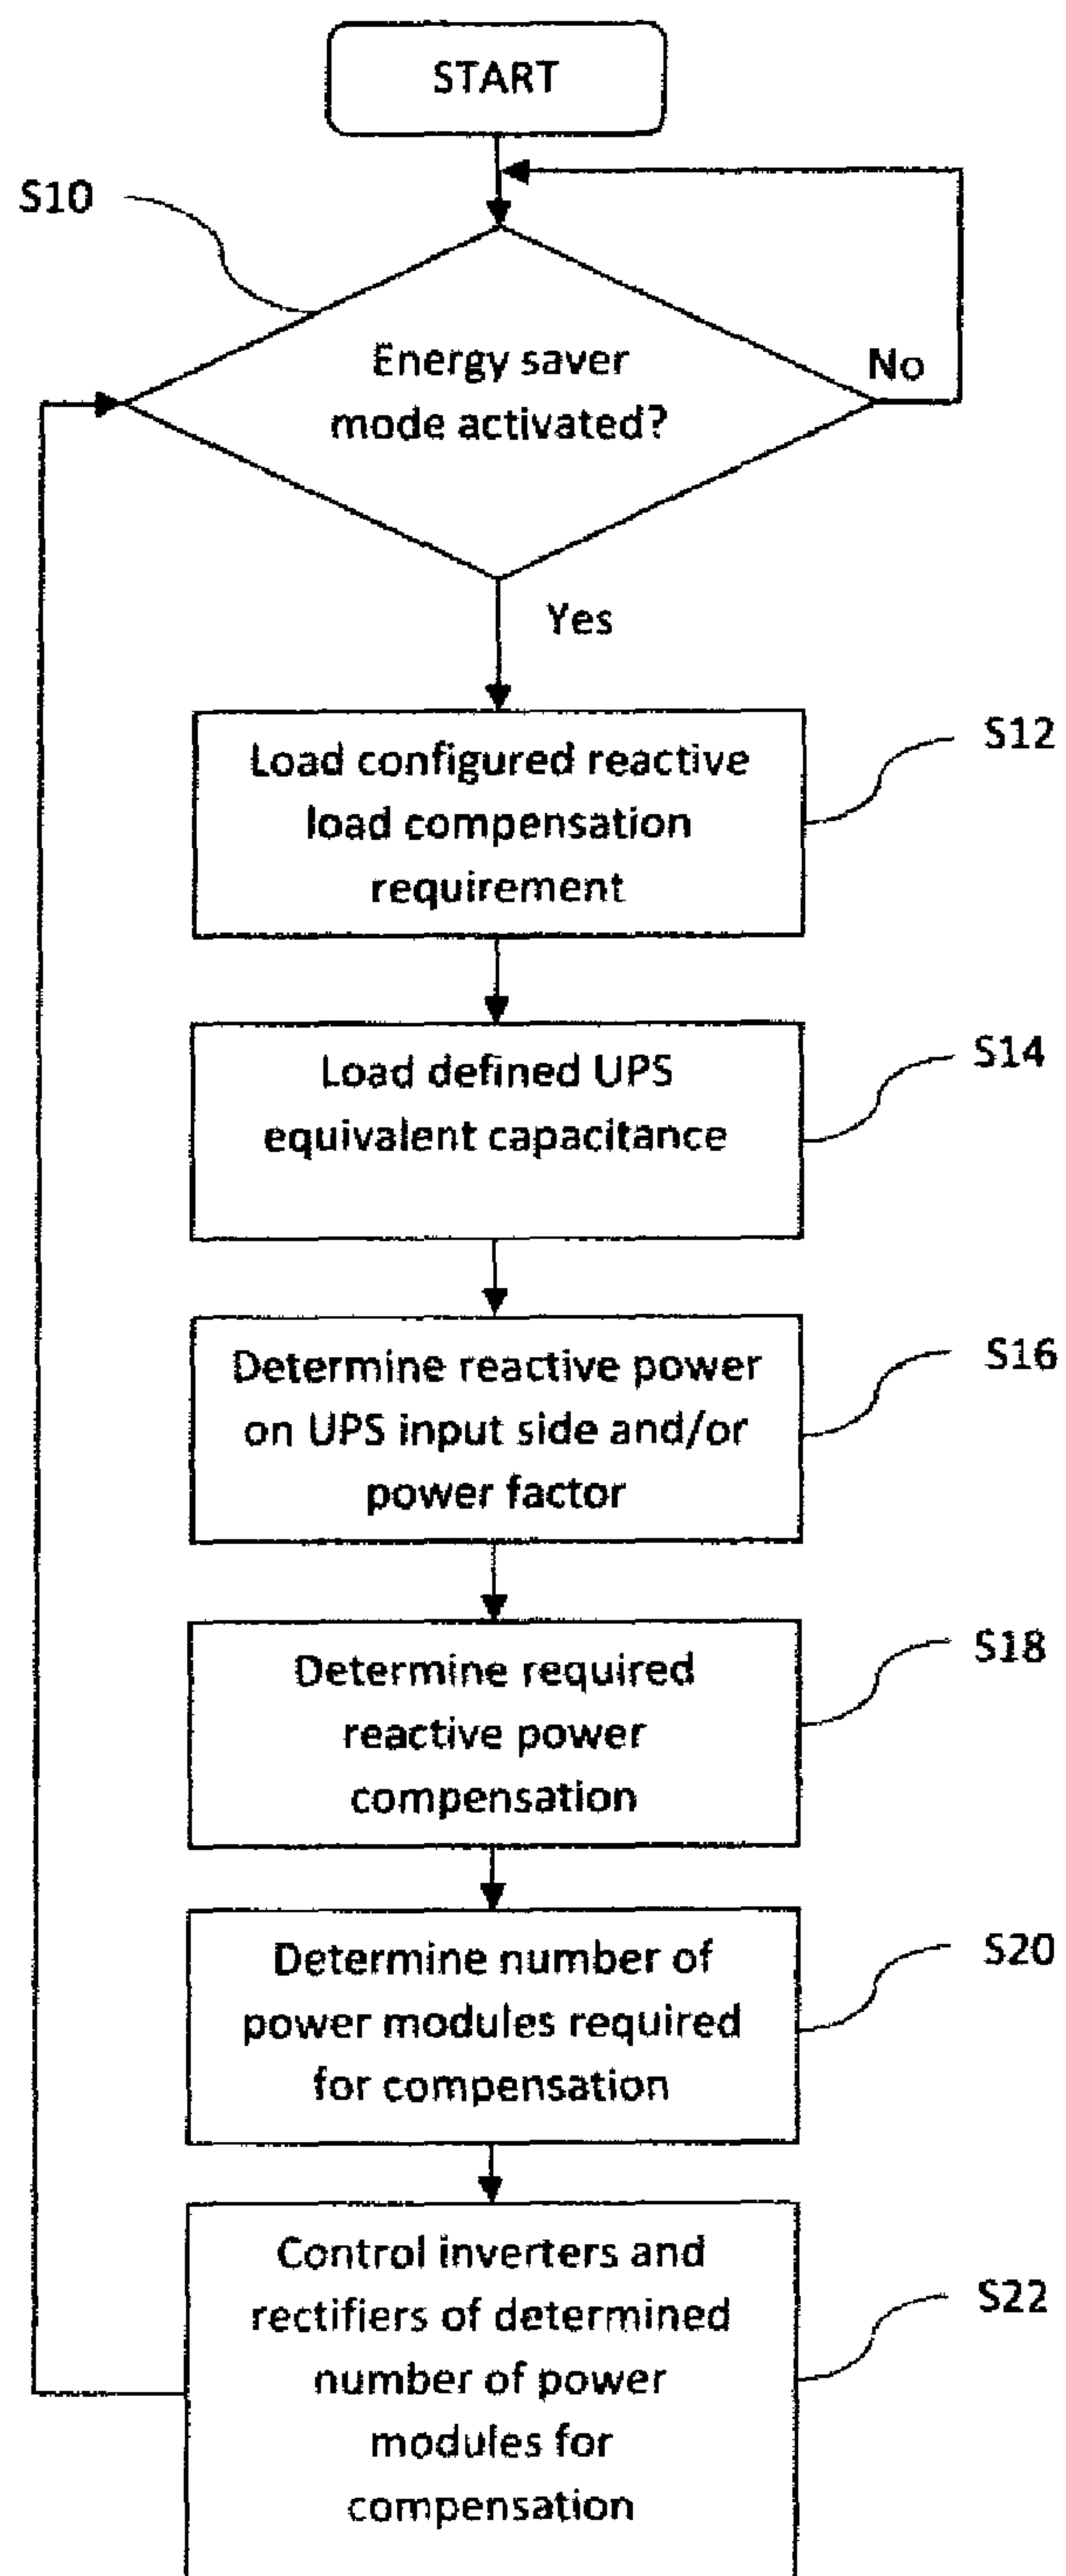 START
S10
Energy saver
mode activated?
No
Yes
Load configured reactive
load compensation
requirement
S12
Load defined UPS
equivalent capacitance
S14
Determine reactive power
on UPS input side and/or
power factor
S16
Determine required
reactive power
compensation
S18
Determine number of
power modules required
for compensation
S20
Control inverters and
rectifiers of determined
number of power
modules for
compensation
S22